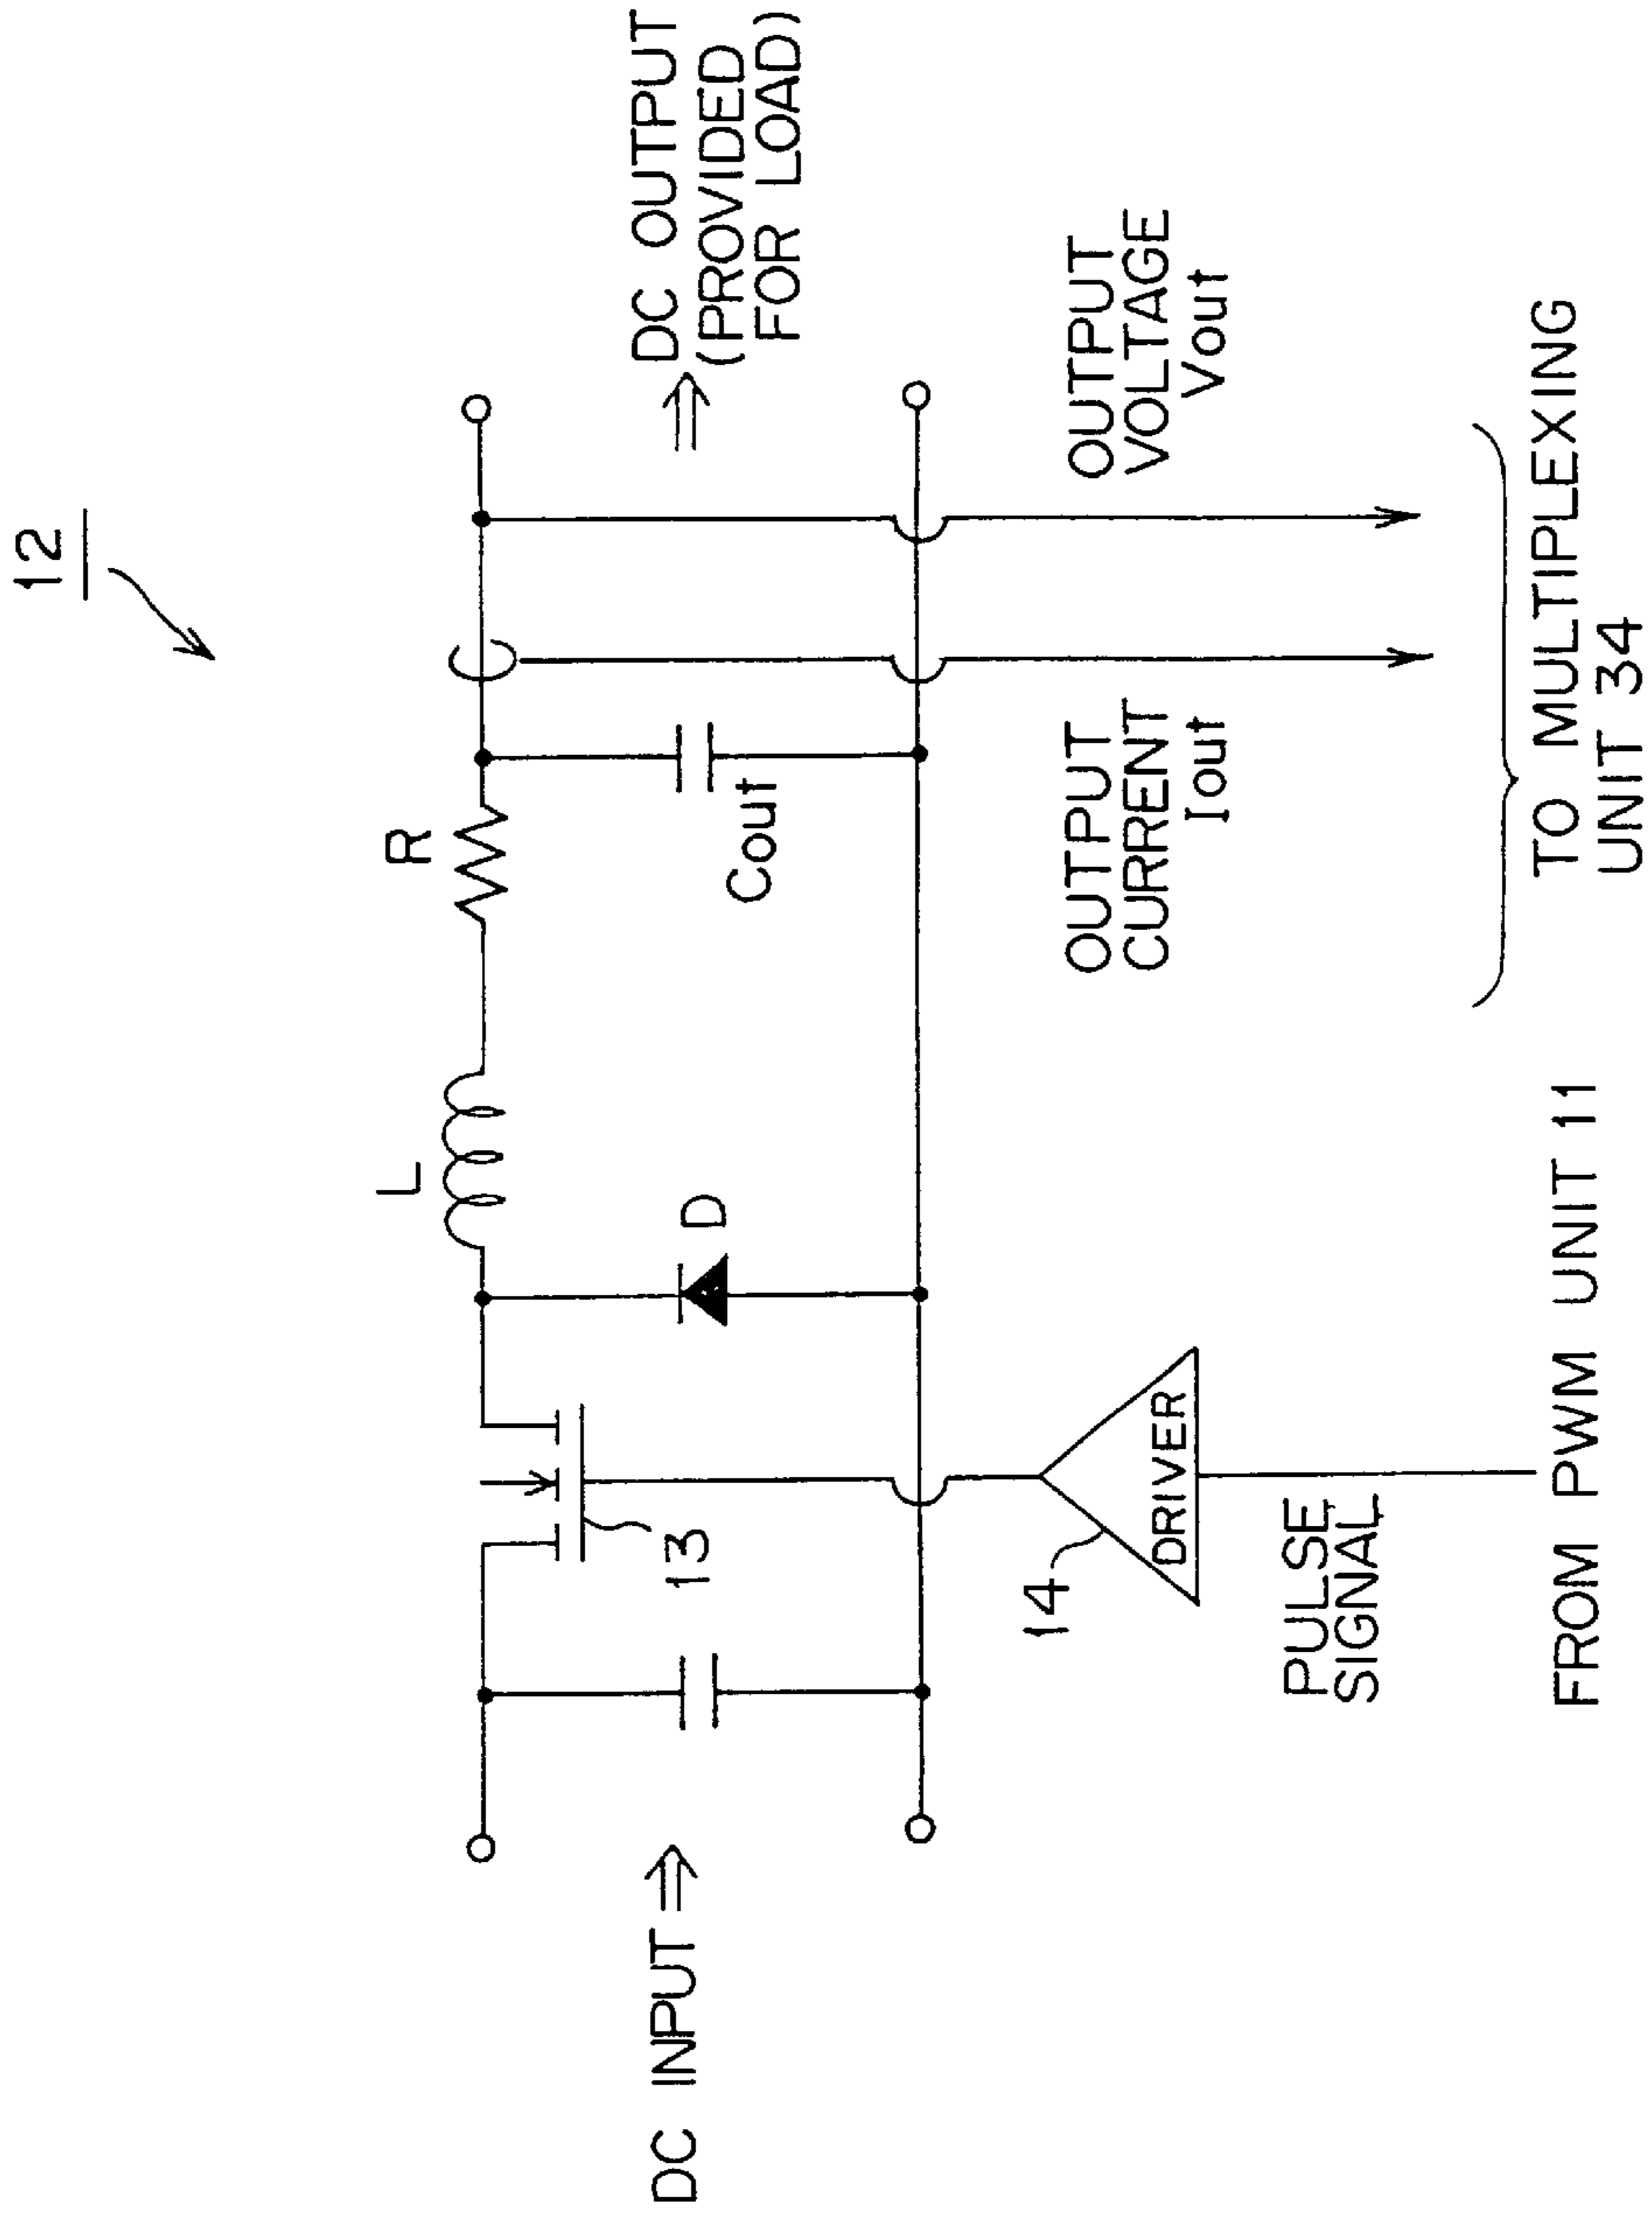 12
DC INPUT
13
D
L
R
Cout
DC OUTPUT
(PROVIDED
FOR LOAD)
14
DRIVER
PULSE
SIGNAL
FROM PWM UNIT 11
OUTPUT
CURRENT
Iout
OUTPUT
VOLTAGE
Vout
TO MULTIPLEXING
UNIT 34